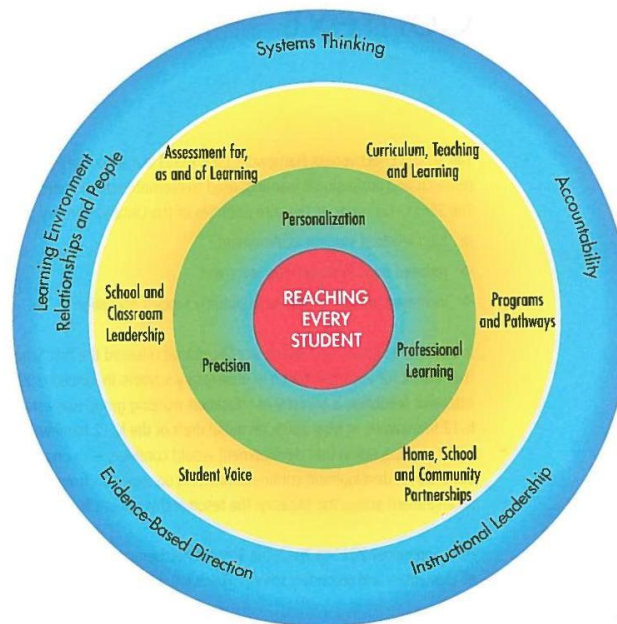 Systems Thinking
Accountability
Instructional Leadership
Evidence-Based Direction
Learning Environment
Relationships and People
Assessment for,
as and of Learning
Curriculum, Teaching
and Learning
Programs
and Pathways
Home, School
and Community
Partnerships
Student Voice
School and
Classroom
Leadership
Personalization
Professional
Learning
Precision
REACHING
EVERY
STUDENT